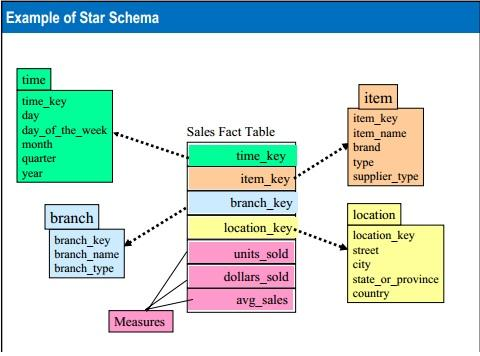 Example of Star Schema
time
time_key
day
day_of_the_week
month
quarter
year
item
item_key
item_name
brand
type
supplier_type
Sales Fact Table
time_key
item_key
branch_key
location_key
units_sold
dollars_sold
avg_sales
branch
branch_key
branch_name
branch_type
location
location_key
street
city
state_or_province
country
Measures